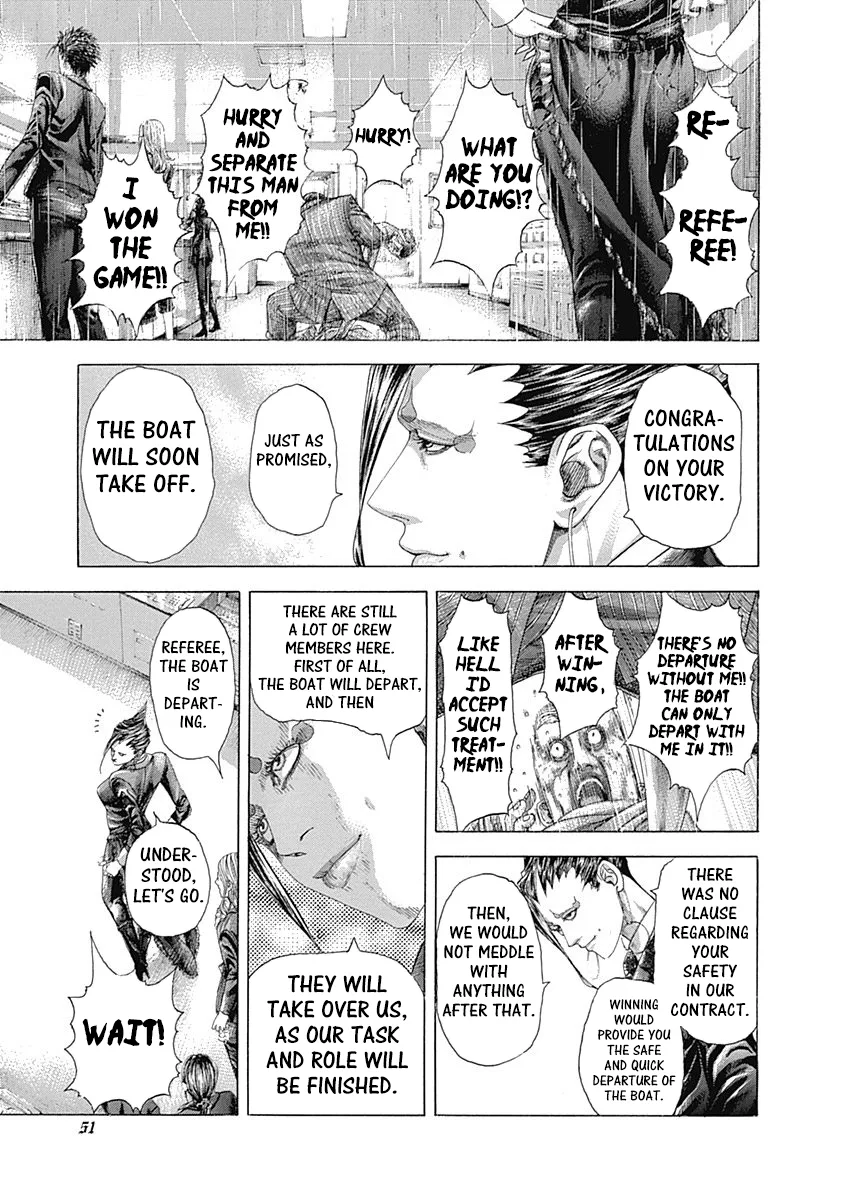 RE-
REFE-
REE!
WHAT
ARE YOU
DOING!?
HURRY!
HURRY
AND
SEPARATE
THIS MAN
FROM
ME!!
I
WON
THE
GAME!!
CONGRA-
TULATIONS
ON YOUR
VICTORY.
JUST AS
PROMISED,
THE BOAT
WILL SOON
TAKE OFF.
THERE'S NO
DEPARTURE
WITHOUT ME!!
THE BOAT
CAN ONLY
DEPART WITH
ME IN IT!!
AFTER
WIN-
NING,
LIKE
HELL
I'D
ACCEPT
SUCH
TREAT-
MENT!!
THERE
WAS NO
CLAUSE
REGARDING
YOUR
SAFETY
IN OUR
CONTRACT.
WINNING
WOULD
PROVIDE YOU
THE SAFE
AND QUICK
DEPARTURE OF
THE BOAT.
THEN,
WE WOULD
NOT MEDDLE
WITH
ANYTHING
AFTER THAT.
THERE ARE STILL
A LOT OF CREW
MEMBERS HERE.
FIRST OF ALL,
THE BOAT WILL DEPART,
AND THEN
THEY WILL
TAKE OVER US,
AS OUR TASK
AND ROLE WILL
BE FINISHED.
REFEREE,
THE BOAT
IS
DEPART-
ING.
UNDER-
STOOD,
LET'S GO.
WAIT!
51